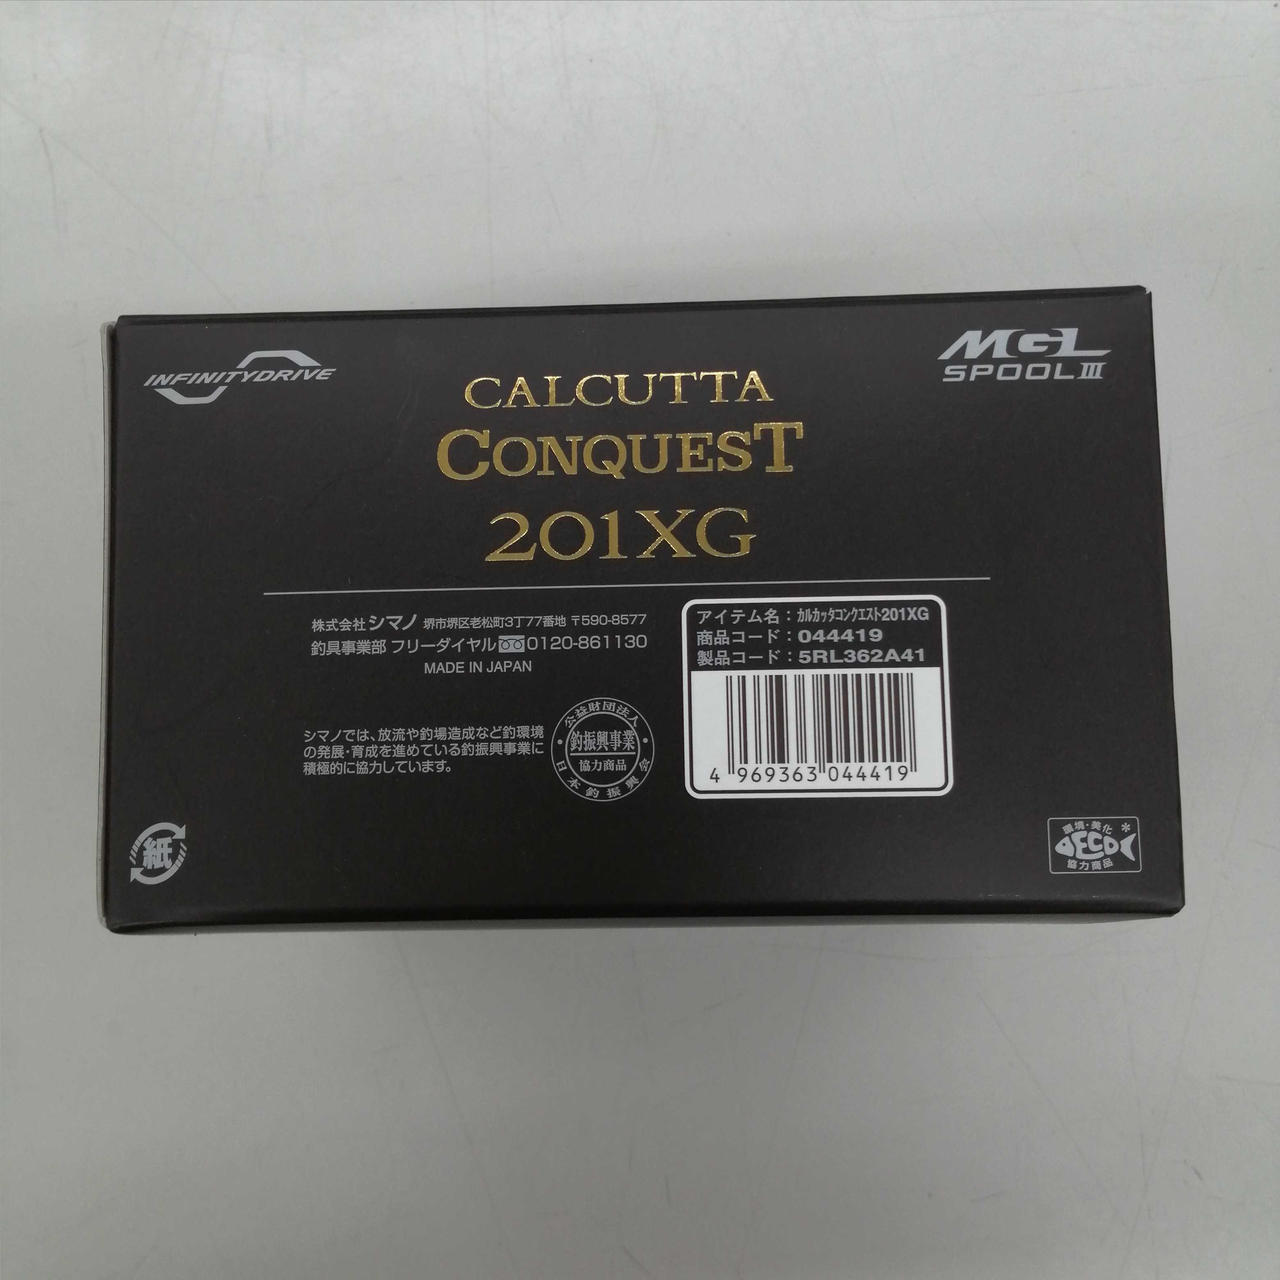 INFINITYDRIVE
MGL
SPOOL III
CALCUTTA
CONQUEST
201XG
株式会社 シマノ 堺市堺区老松町3丁77番地 〒590-8577
釣具事業部 フリーダイヤル 0120-861130
MADE IN JAPAN
アイテム名：カルカッタコンクエスト201XG
商品コード：044419
製品コード：5RL362A41
4 969363 044419
シマノでは、放流や釣場造成など釣環境
の発展・育成を進めている釣振興事業に
積極的に協力しています。
公益財団法人
釣振興事業
協力商品
日本釣振興会
紙
環境・美化
ECO
協力商品